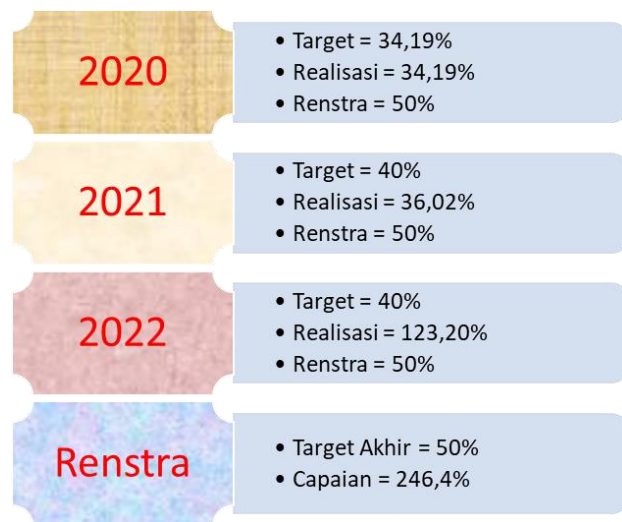 2020
• Target = 34,19%
• Realisasi = 34,19%
• Renstra = 50%
2021
• Target = 40%
• Realisasi = 36,02%
• Renstra = 50%
2022
• Target = 40%
• Realisasi = 123,20%
• Renstra = 50%
Renstra
• Target Akhir = 50%
• Capaian = 246,4%